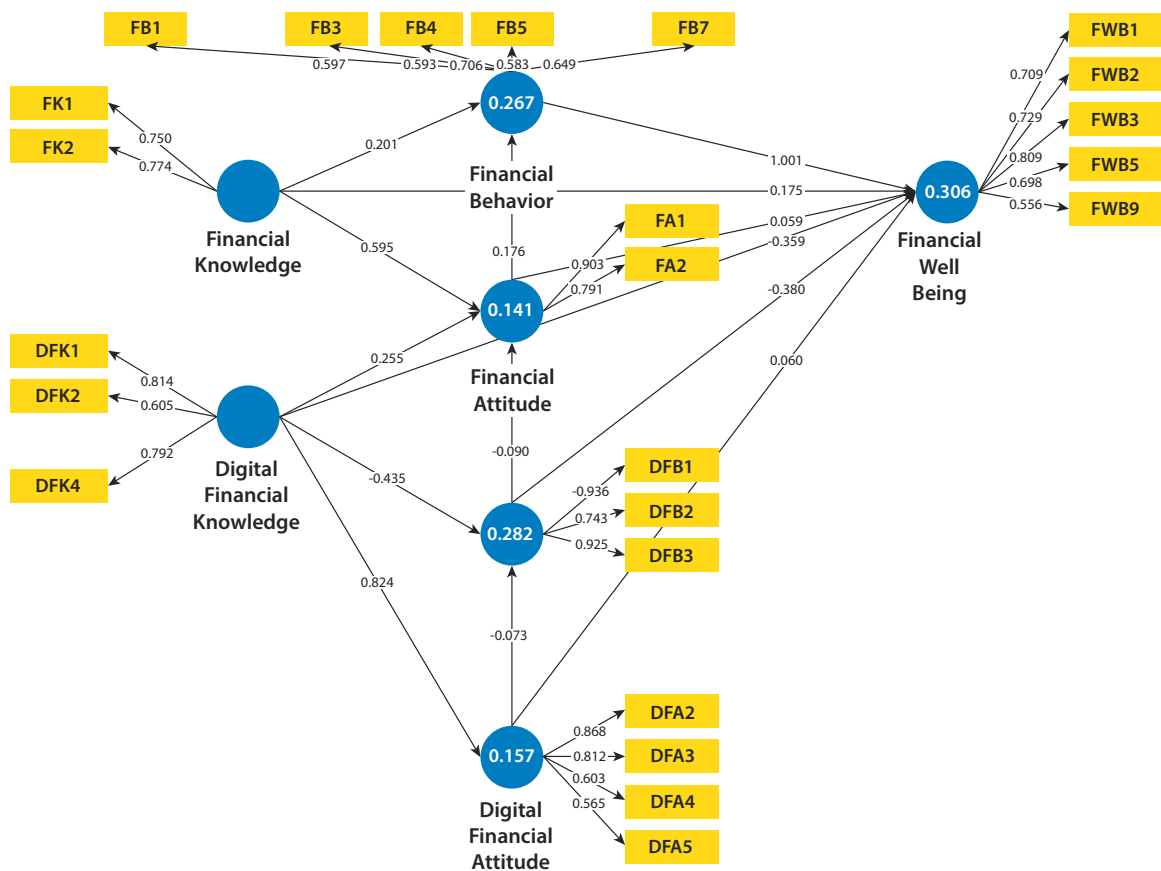 FB1 FB3 FB4 FB5 FB7
0.597 0.593 0.706 0.583 0.649
FWB1
FWB2
FWB3
FWB5
FWB9
0.709
0.729
0.809
0.698
0.556
FK1
FK2
0.750
0.774
0.267
0.201
1.001
Financial
Behavior
0.175
0.306
Financial
Well
Being
Financial
Knowledge
0.595
0.176
FA1
FA2
0.903
0.791
0.059
-0.359
0.141
-0.380
0.255
0.060
Financial
Attitude
DFK1
DFK2
DFK4
0.814
0.605
0.792
Digital
Financial
Knowledge
-0.435
-0.090
0.282
DFB1
DFB2
DFB3
-0.936
0.743
0.925
0.824
-0.073
0.157
DFA2
DFA3
DFA4
DFA5
0.868
0.812
0.603
0.565
Digital
Financial
Attitude